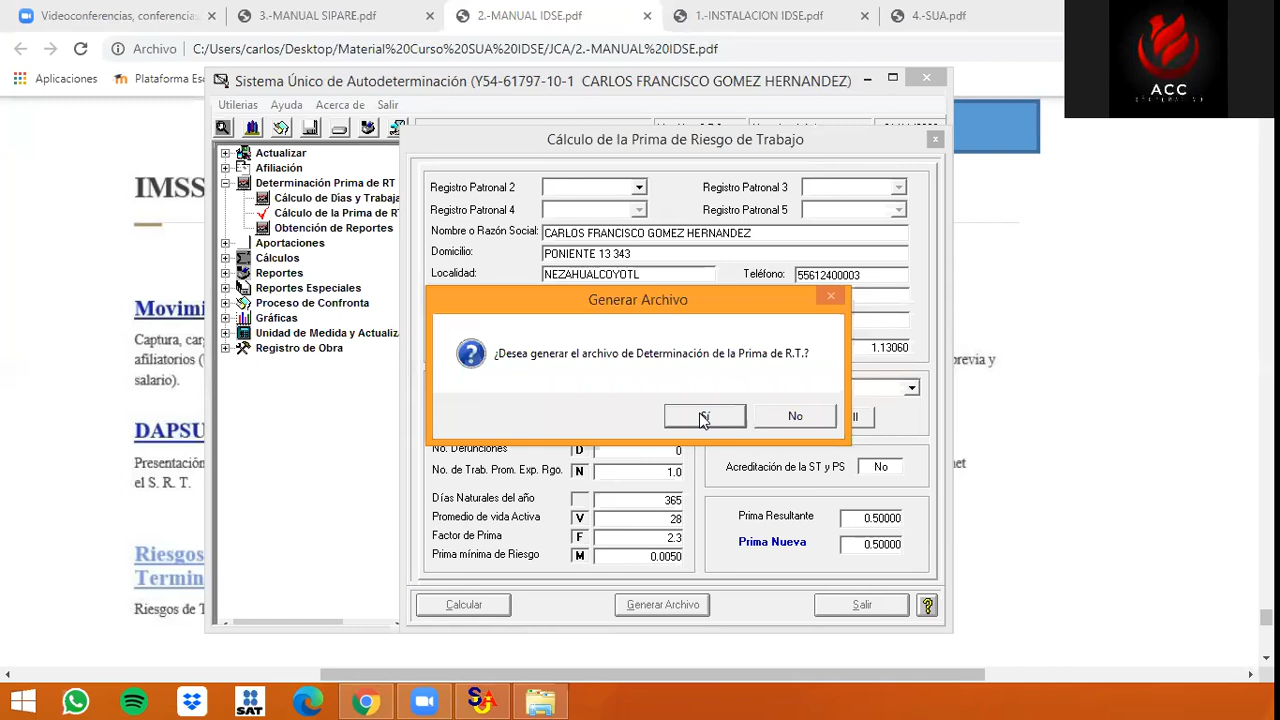 Videoconferencias, conferencias
3.-MANUAL SIPARE.pdf
2.-MANUAL IDSE.pdf
1.-INSTALACION IDSE.pdf
4.-SUA.pdf
Archivo
C:/Users/carlos/Desktop/Material%20Curso%20SUA%20IDSE/JCA/2.-MANUAL%20IDSE.pdf
Aplicaciones
Plataforma Es
ACC
Sistema Único de Autodeterminación (Y54-61797-10-1 CARLOS FRANCISCO GOMEZ HERNANDEZ)
Utilerias Ayuda Acerca de Salir
Cálculo de la Prima de Riesgo de Trabajo
Actualizar
Afiliación
Determinación Prima de RT
Cálculo de Días y Trabaja
Cálculo de la Prima de RT
Obtención de Reportes
Aportaciones
Cálculos
Reportes
Reportes Especiales
Proceso de Confronta
Gráficas
Unidad de Medida y Actualiza
Registro de Obra
Registro Patronal 2
Registro Patronal 3
Registro Patronal 4
Registro Patronal 5
Nombre o Razón Social: CARLOS FRANCISCO GOMEZ HERNANDEZ
Domicilio: PONIENTE 13 343
Localidad: NEZAHUALCOYOTL
Teléfono: 55612400003
1.13060
Generar Archivo
¿Desea generar el archivo de Determinación de la Prima de R.T.?
Sí
No
II
No. Defunciones D 0
No. de Trab. Prom. Exp. Rgo. N 1.0
Días Naturales del año 365
Promedio de vida Activa V 28
Factor de Prima F 2.3
Prima mínima de Riesgo M 0.0050
Acreditación de la ST y PS No
Prima Resultante 0.50000
Prima Nueva 0.50000
Calcular
Generar Archivo
Salir
?
IMSS
Movimi
Captura, car
afiliatorios (
salario).
previa y
DAPSU
Presentació
el S. R. T.
net
Riesgos
Termin
Riesgos de T
SAT